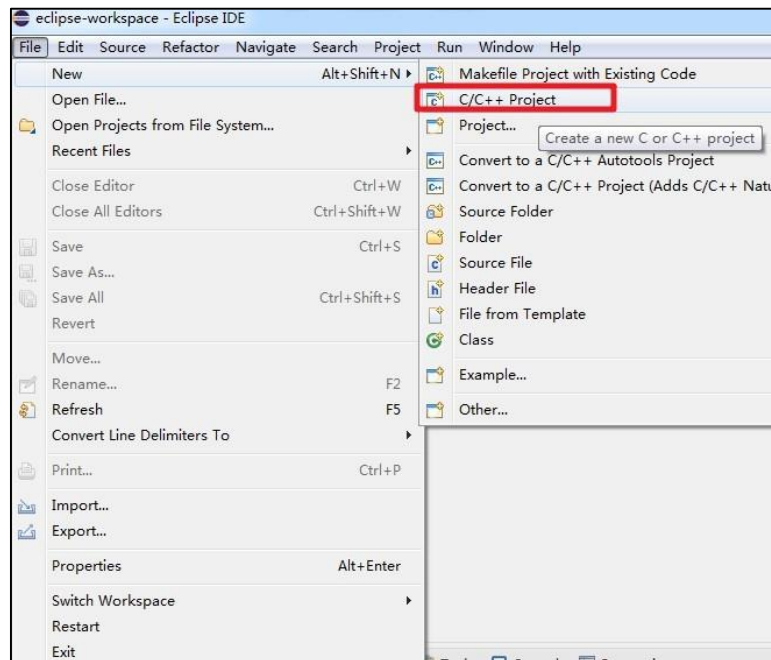 eclipse-workspace - Eclipse IDE
File Edit Source Refactor Navigate Search Project Run Window Help
New Alt+Shift+N
Open File...
Open Projects from File System...
Recent Files
Close Editor Ctrl+W
Close All Editors Ctrl+Shift+W
Save Ctrl+S
Save As...
Save All Ctrl+Shift+S
Revert
Move...
Rename... F2
Refresh F5
Convert Line Delimiters To
Print... Ctrl+P
Import...
Export...
Properties Alt+Enter
Switch Workspace
Restart
Exit
Makefile Project with Existing Code
C/C++ Project
Project...
Create a new C or C++ project
Convert to a C/C++ Autotools Project
Convert to a C/C++ Project (Adds C/C++ Natu
Source Folder
Folder
Source File
Header File
File from Template
Class
Example...
Other...